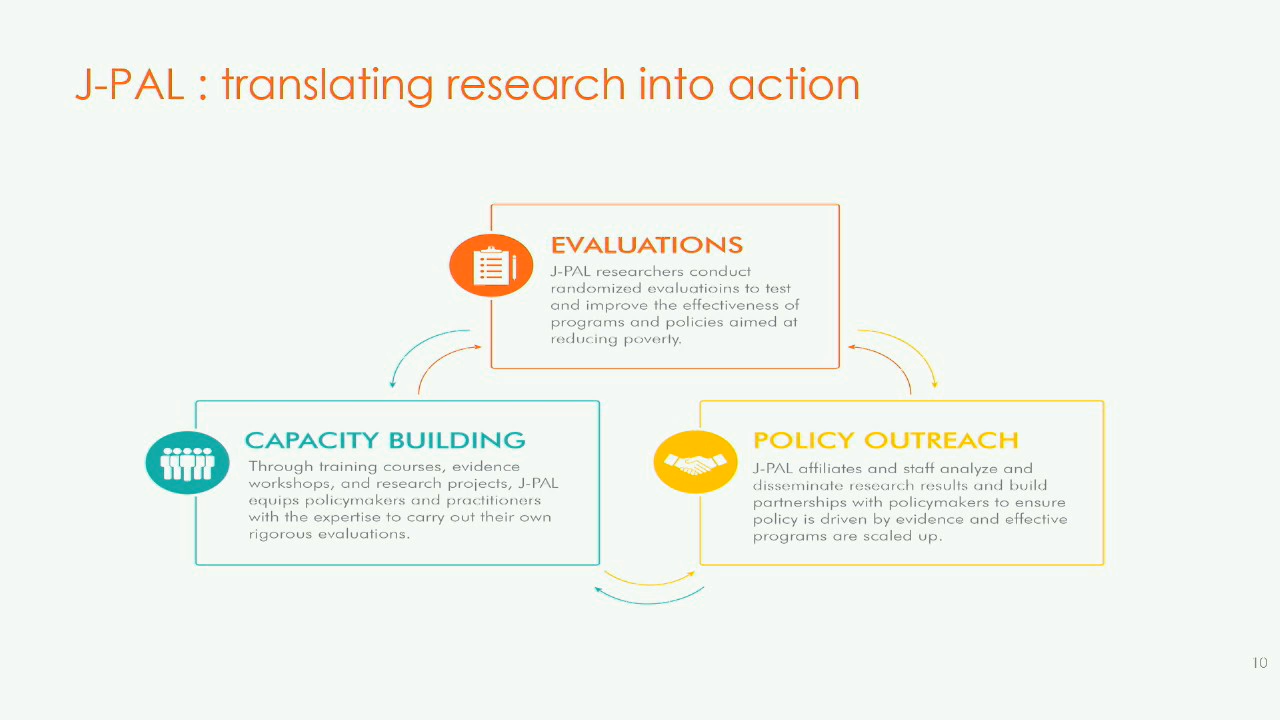 J-PAL : translating research into action
EVALUATIONS
J-PAL researchers conduct
randomized evaluatioins to test
and improve the effectiveness of
programs and policies aimed at
reducing poverty.
CAPACITY BUILDING
Through training courses, evidence
workshops, and research projects, J-PAL
equips policymakers and practitioners
with the expertise to carry out their own
rigorous evaluations.
POLICY OUTREACH
J-PAL affiliates and staff analyze and
disseminate research results and build
partnerships with policymakers to ensure
policy is driven by evidence and effective
programs are scaled up.
10